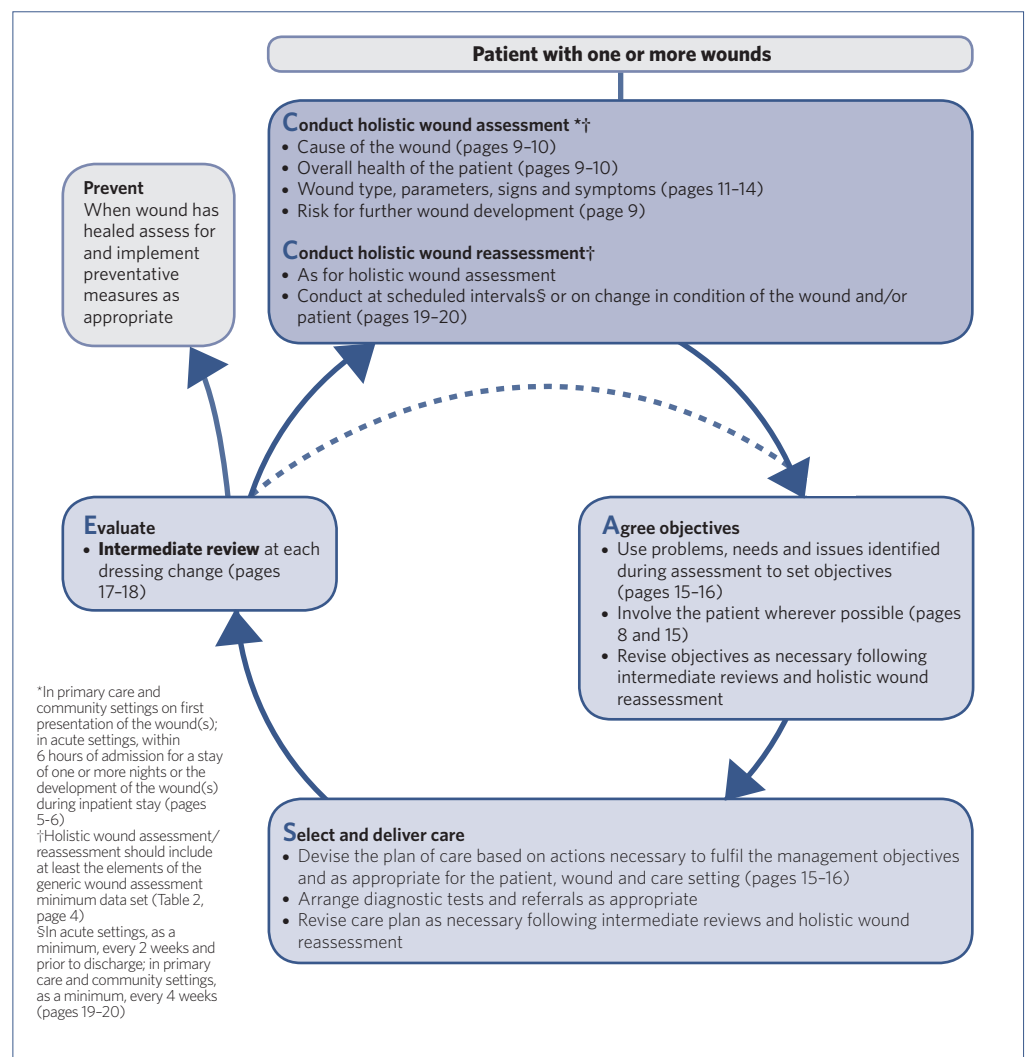 Patient with one or more wounds
Conduct holistic wound assessment *†
• Cause of the wound (pages 9–10)
• Overall health of the patient (pages 9–10)
• Wound type, parameters, signs and symptoms (pages 11–14)
• Risk for further wound development (page 9)
Conduct holistic wound reassessment†
• As for holistic wound assessment
• Conduct at scheduled intervals§ or on change in condition of the wound and/or
patient (pages 19–20)
Prevent
When wound has
healed assess for
and implement
preventative
measures as
appropriate
Evaluate
• Intermediate review at each
dressing change (pages
17–18)
Agree objectives
• Use problems, needs and issues identified
during assessment to set objectives
(pages 15–16)
• Involve the patient wherever possible (pages
8 and 15)
• Revise objectives as necessary following
intermediate reviews and holistic wound
reassessment
Select and deliver care
• Devise the plan of care based on actions necessary to fulfil the management objectives
and as appropriate for the patient, wound and care setting (pages 15–16)
• Arrange diagnostic tests and referrals as appropriate
• Revise care plan as necessary following intermediate reviews and holistic wound
reassessment
*In primary care and
community settings on first
presentation of the wound(s);
in acute settings, within
6 hours of admission for a stay
of one or more nights or the
development of the wound(s)
during inpatient stay (pages
5-6)
†Holistic wound assessment/
reassessment should include
at least the elements of the
generic wound assessment
minimum data set (Table 2,
page 4)
§In acute settings, as a
minimum, every 2 weeks and
prior to discharge; in primary
care and community settings,
as a minimum, every 4 weeks
(pages 19–20)